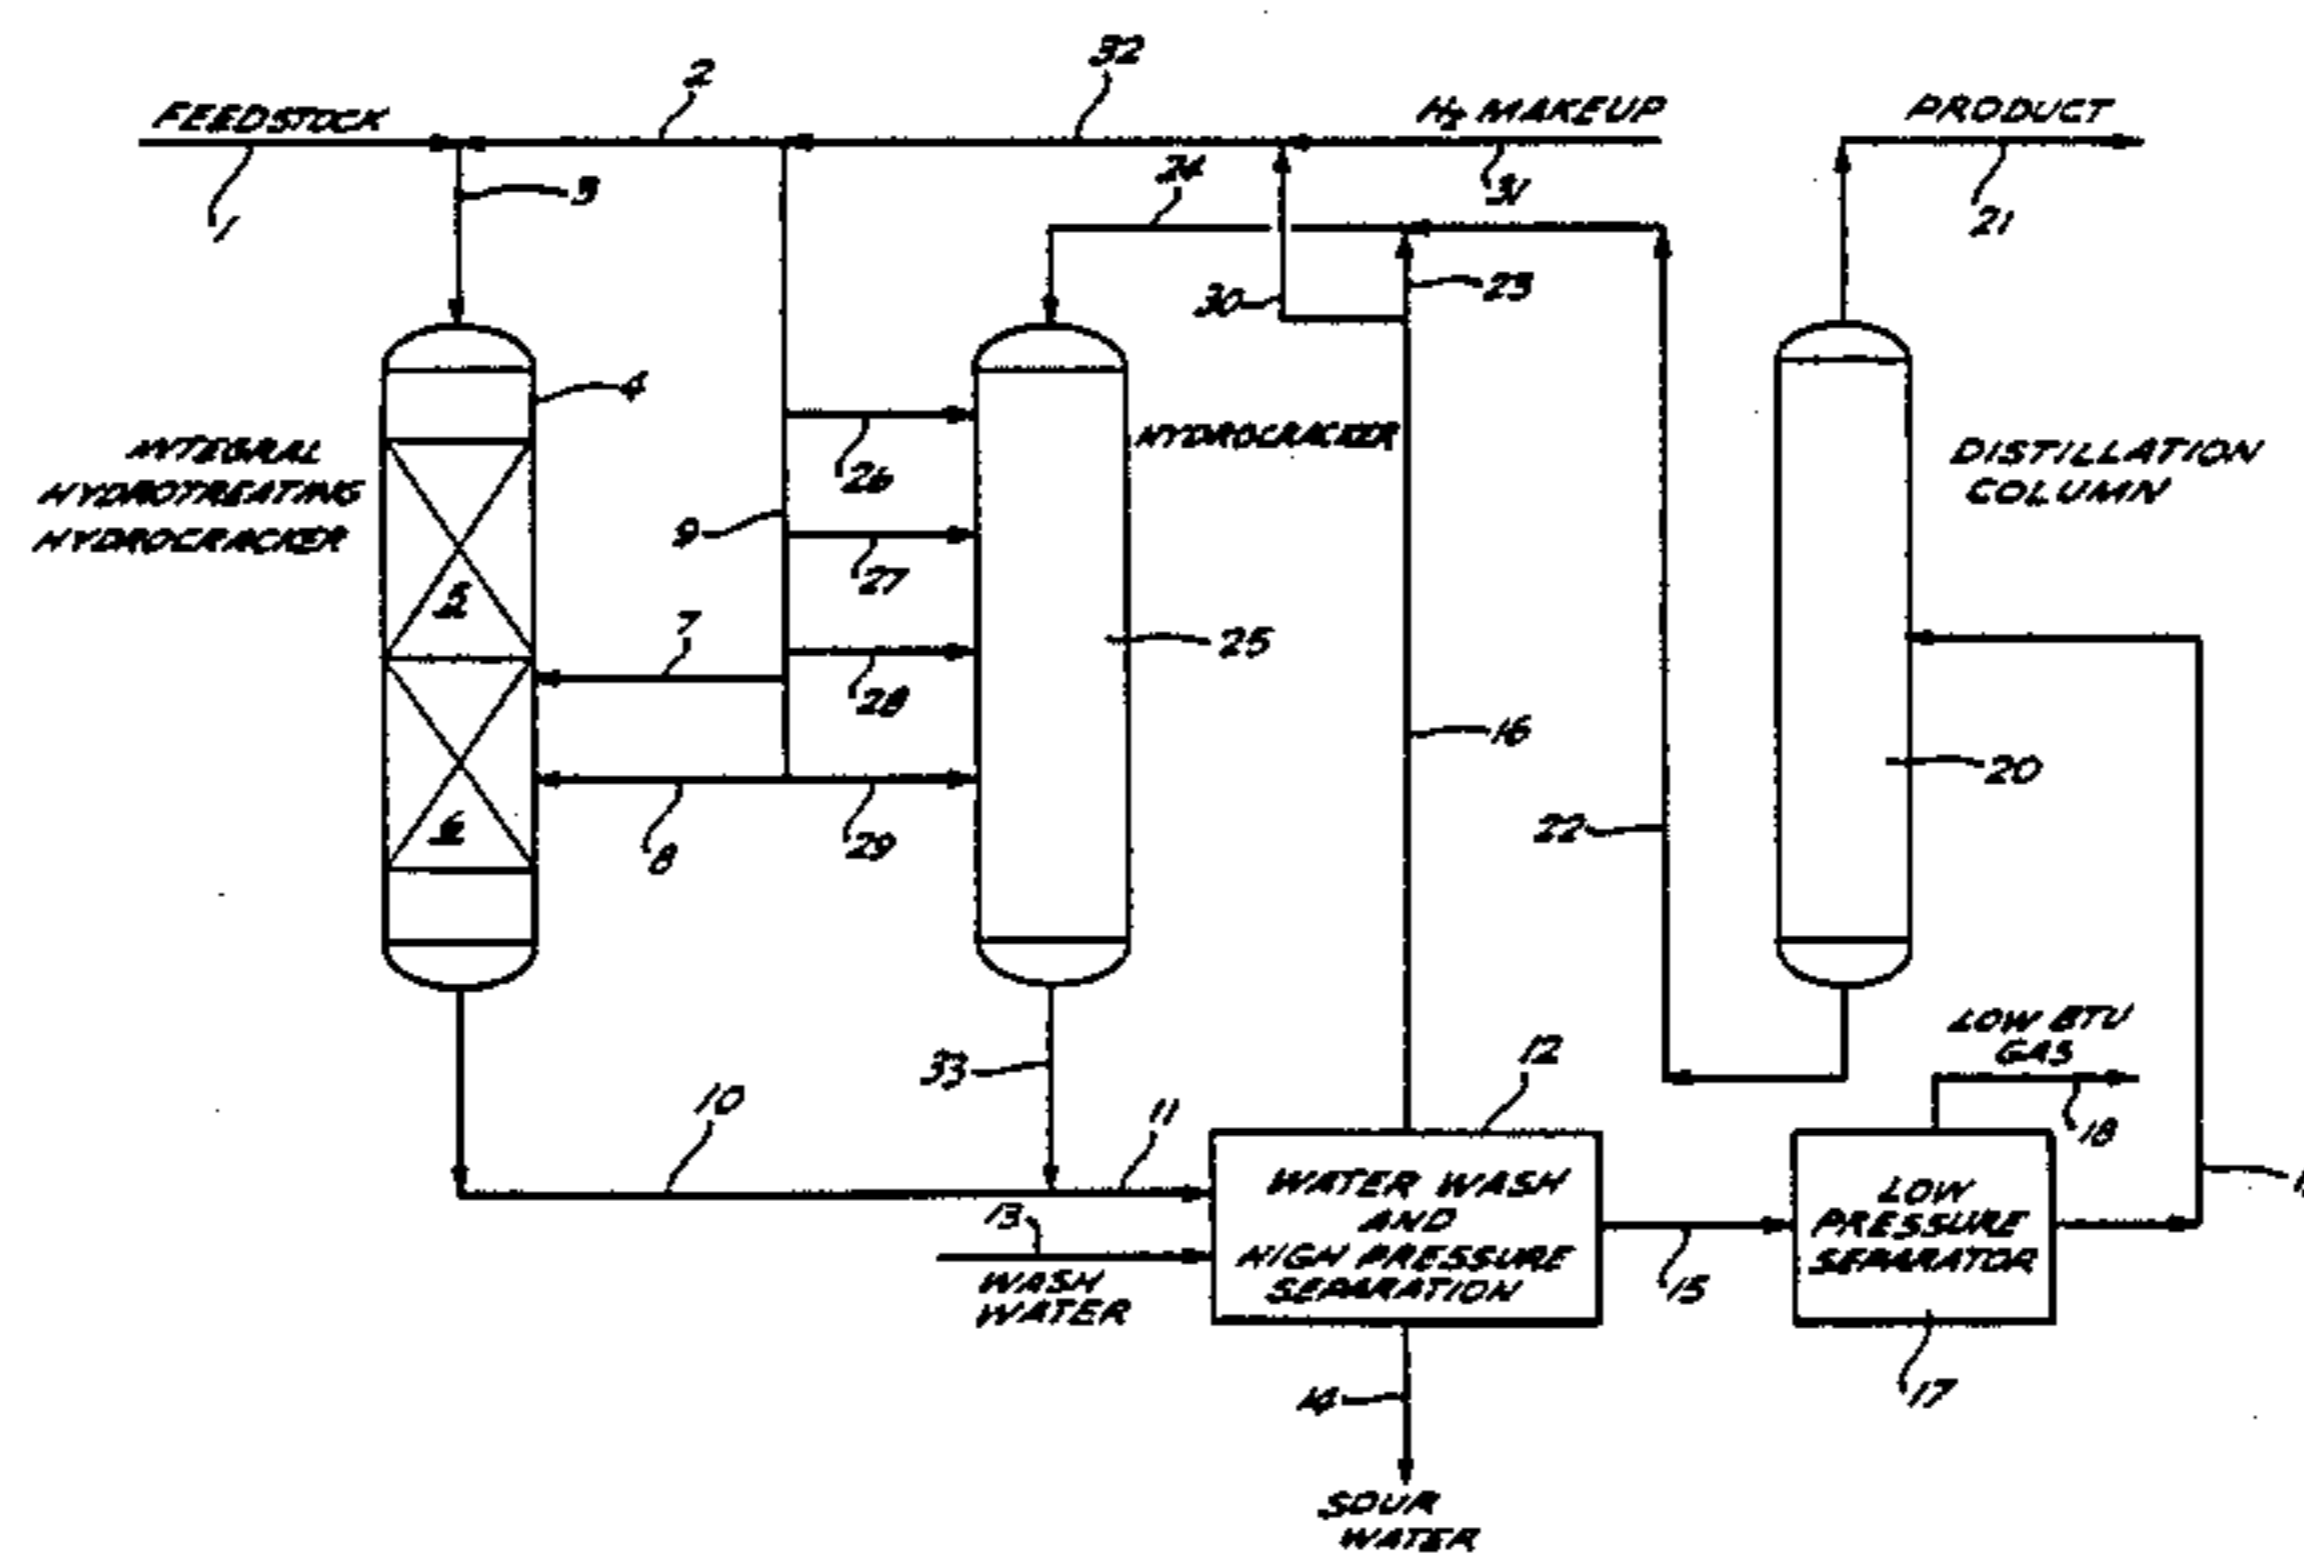 32
2
FEEDSTOCK
H2 MAKEUP
PRODUCT
24
3
31
1
21
30
23
4
INTEGRAL
HYDROTREATING
HYDROCRACKER
HYDROCRACKER
DISTILLATION
COLUMN
26
9
27
5
7
25
28
16
20
22
6
8
29
LOW BTU
GAS
33
12
10
11
18
WATER WASH
AND
HIGH PRESSURE
SEPARATION
LOW
PRESSURE
SEPARATOR
13
WASH
WATER
15
14
17
SOUR
WATER